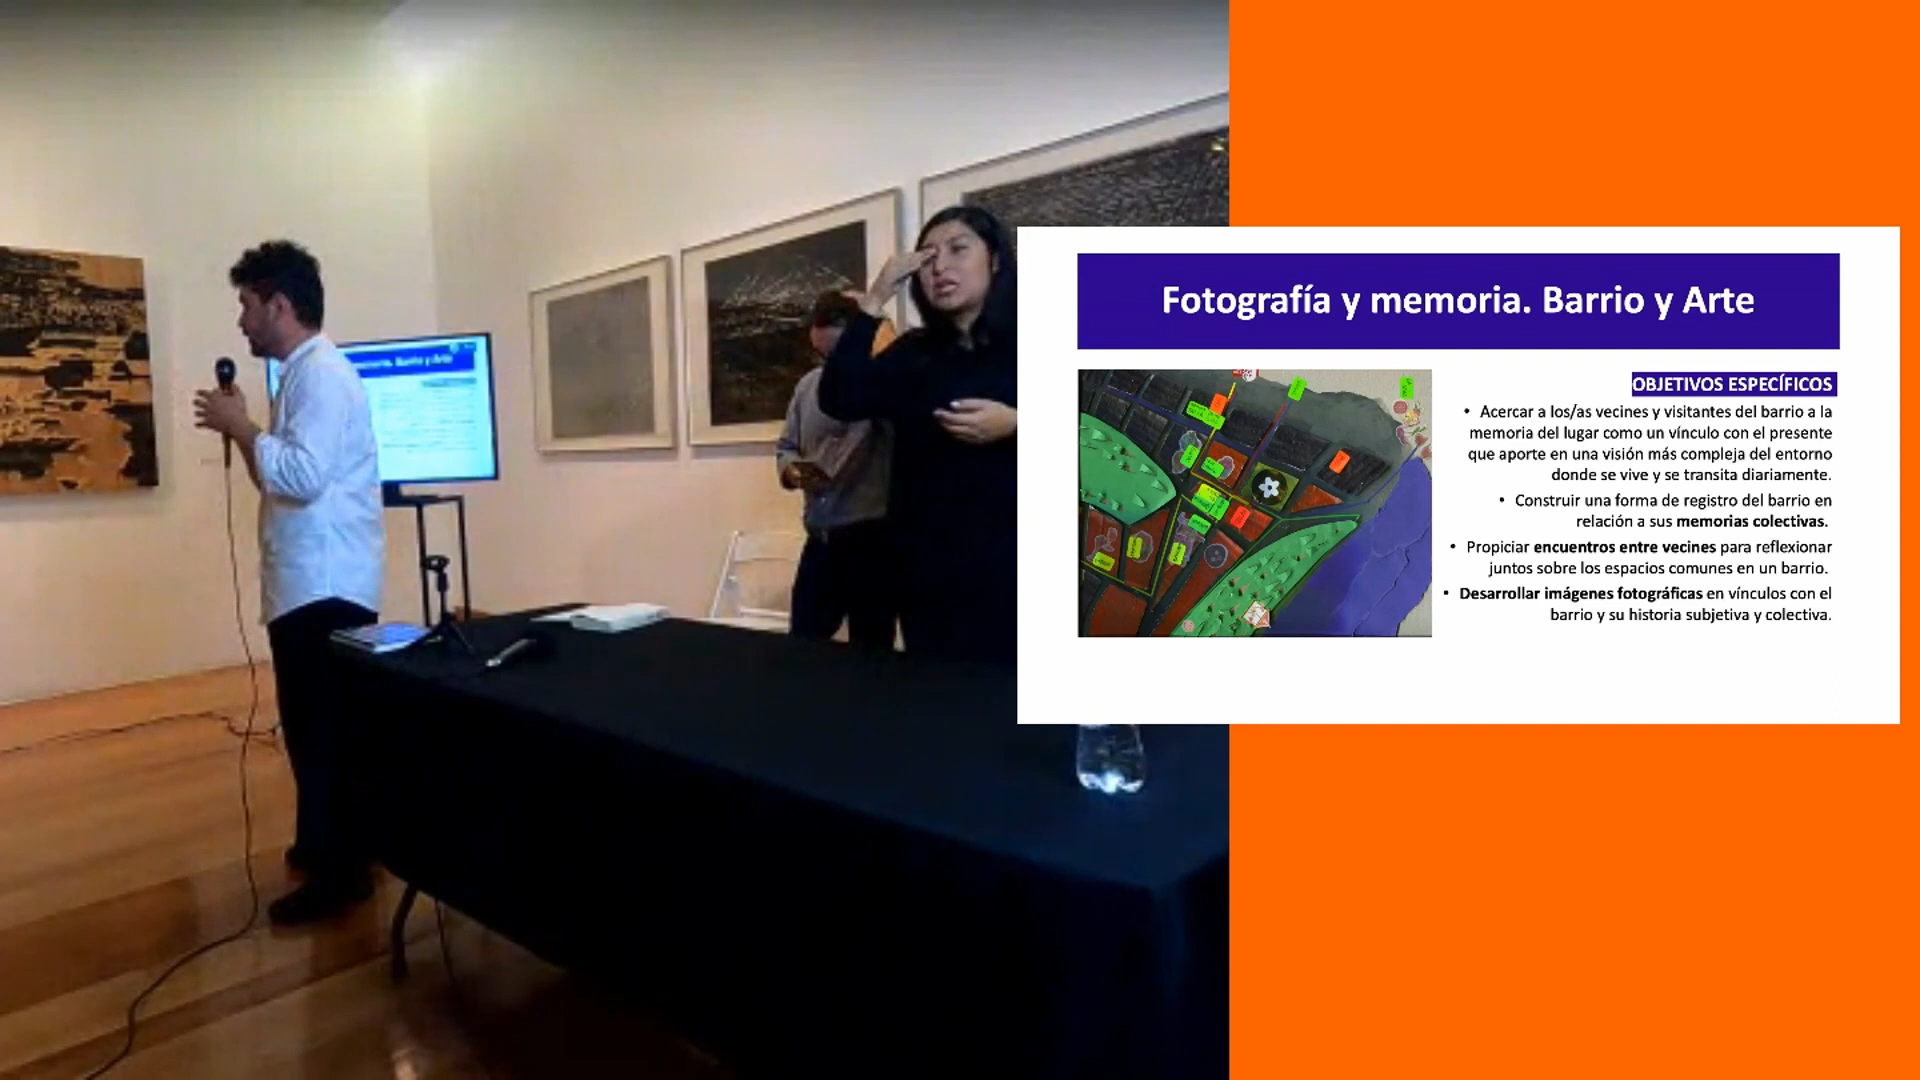 Fotografía y memoria. Barrio y Arte
OBJETIVOS ESPECÍFICOS
• Acercar a los/as vecines y visitantes del barrio a la
memoria del lugar como un vínculo con el presente
que aporte en una visión más compleja del entorno
donde se vive y se transita diariamente.
• Construir una forma de registro del barrio en
relación a sus memorias colectivas.
• Propiciar encuentros entre vecines para reflexionar
juntos sobre los espacios comunes en un barrio.
• Desarrollar imágenes fotográficas en vínculos con el
barrio y su historia subjetiva y colectiva.
Barrio y Arte